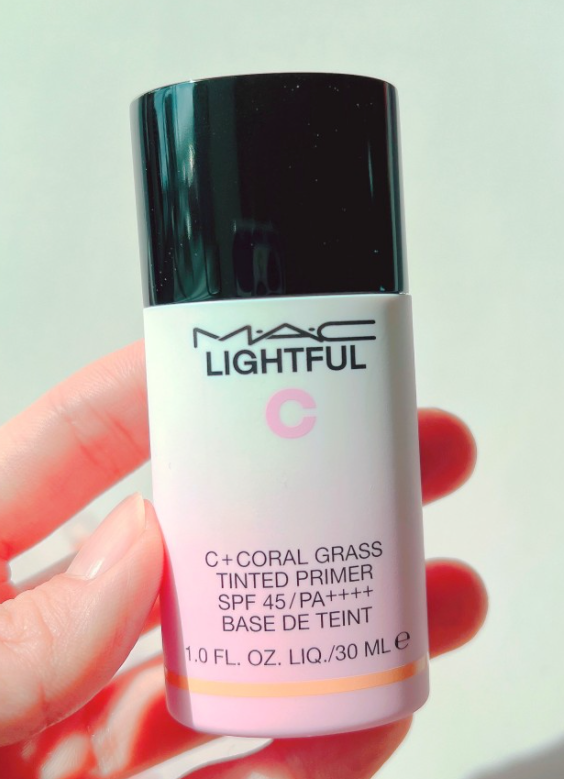 M·A·C
LIGHTFUL
C
C+CORAL GRASS
TINTED PRIMER
SPF 45/PA++++
BASE DE TEINT
1.0 FL. OZ. LIQ./30 ML ℮